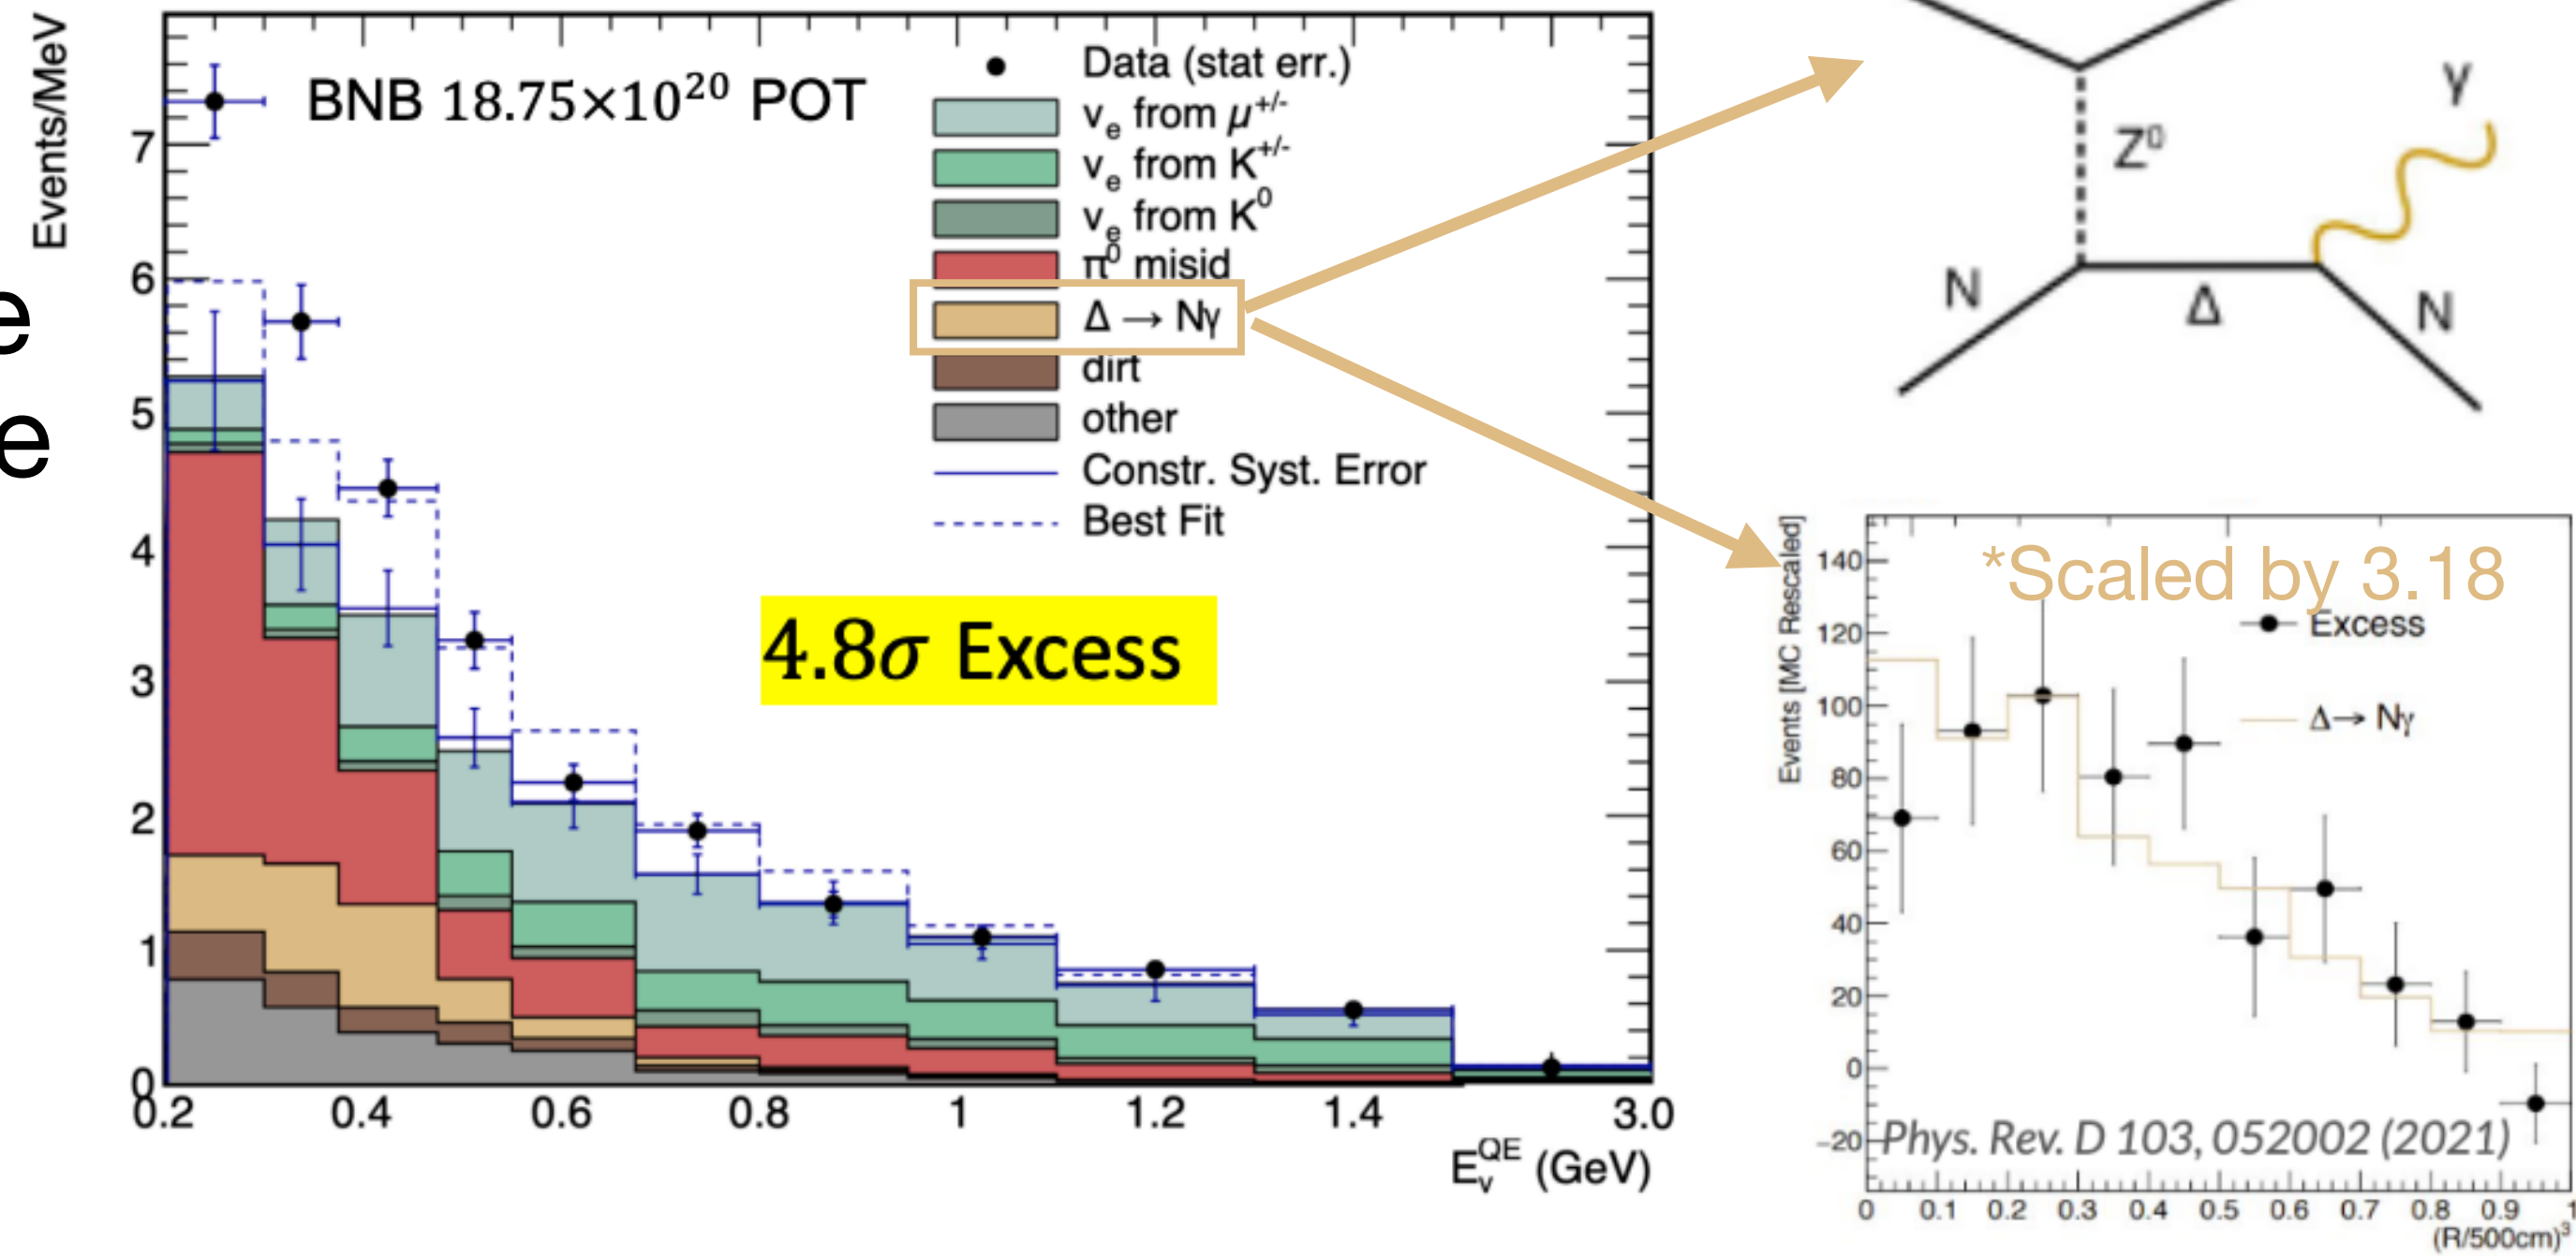 e
e
Events/MeV
BNB 18.75×10²⁰ POT
Data (stat err.)
νₑ from μ⁺/⁻
νₑ from K⁺/⁻
νₑ from K⁰
π⁰ misid
Δ → Nγ
dirt
other
Constr. Syst. Error
Best Fit
4.8σ Excess
7
6
5
4
3
2
1
0
0.2 0.4 0.6 0.8 1 1.2 1.4 3.0
E_ν^QE (GeV)
Z⁰
γ
N
Δ
N
*Scaled by 3.18
Excess
Δ→ Nγ
Events [MC Rescaled]
140
120
100
80
60
40
20
0
−20
Phys. Rev. D 103, 052002 (2021)
0 0.1 0.2 0.3 0.4 0.5 0.6 0.7 0.8 0.9 1
(R/500cm)³